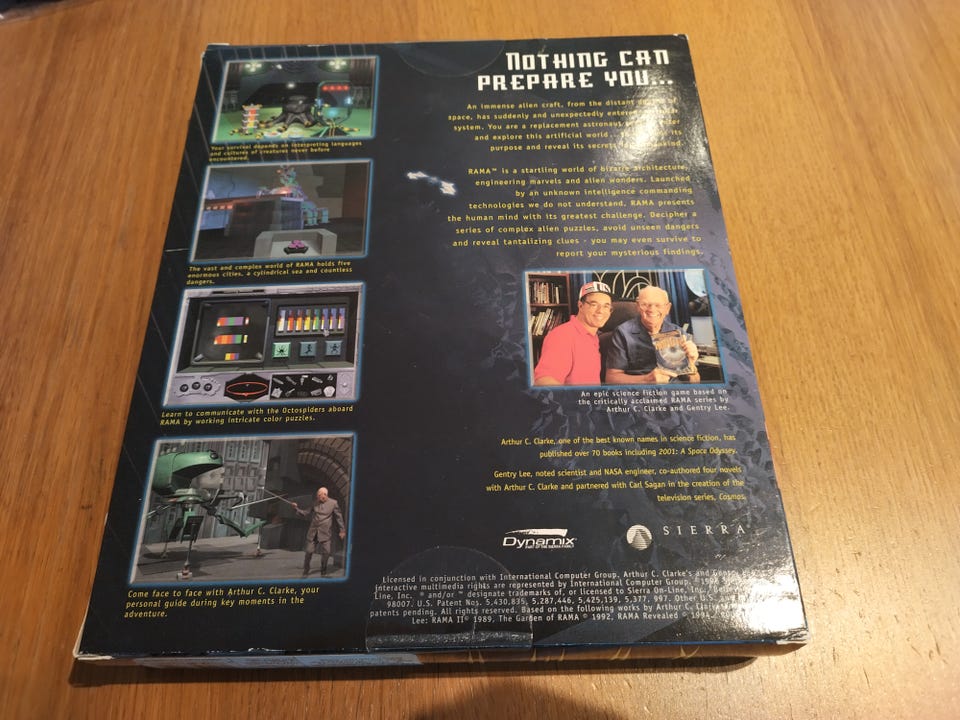 NOTHING CAN
PREPARE YOU...
An immense alien craft, from the distant of
space, has suddenly and unexpectedly
system. You are a replacement astronaut
and explore this artificial world its
purpose and reveal its secrets
RAMA™ is a startling world of bizarre architecture,
engineering marvels and alien wonders. Launched
by an unknown intelligence commanding
technologies we do not understand, RAMA presents
the human mind with its greatest challenge. Decipher a
series of complex alien puzzles, avoid unseen dangers
and reveal tantalizing clues - you may even survive to
report your mysterious findings.
Your survival depends on interpreting languages
and cultures of creatures never before
encountered.
The vast and complex world of RAMA holds five
enormous cities, a cylindrical sea and countless
dangers.
Learn to communicate with the Octospiders aboard
RAMA by working intricate color puzzles.
Come face to face with Arthur C. Clarke, your
personal guide during key moments in the
adventure.
An epic science fiction game based on
the critically acclaimed RAMA series by
Arthur C. Clarke and Gentry Lee.
Arthur C. Clarke, one of the best known names in science fiction, has
published over 70 books including 2001: A Space Odyssey.
Gentry Lee, noted scientist and NASA engineer, co-authored four novels
with Arthur C. Clarke and partnered with Carl Sagan in the creation of the
television series, Cosmos.
Dynamix
PART OF THE SIERRA FAMILY
SIERRA
Licensed in conjunction with International Computer Group. Arthur C. Clarke's and Gentry
interactive multimedia rights are represented by International Computer Group. Sierra
Line, Inc. ® and/or ™ designate trademarks of, or licensed to Sierra On-Line, Inc.
98007. U.S. Patent Nos. 5,430,835, 5,287,446, 5,425,139, 5,377, 997. Other U.S.
patents pending. All rights reserved. Based on the following works by Arthur C.
Lee: RAMA II © 1989, The Garden of RAMA © 1992, RAMA Revealed ©